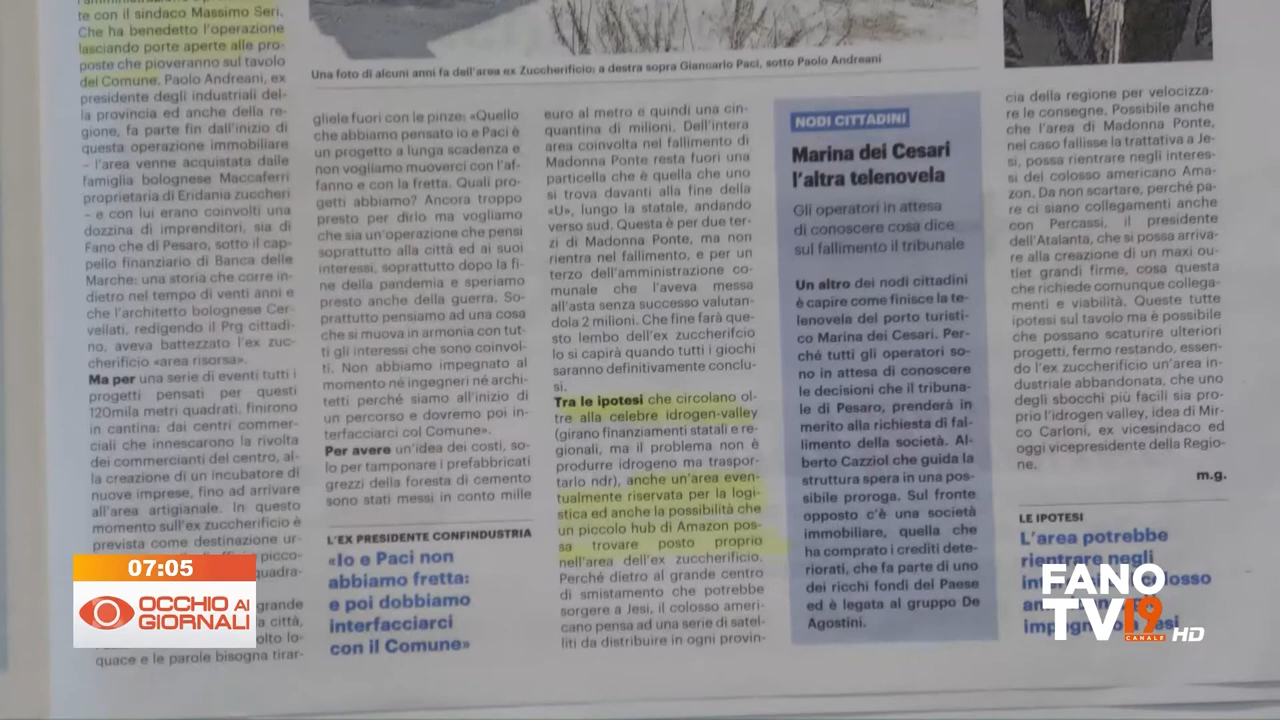 te con il sindaco Massimo Seri.
Che ha benedetto l'operazione
lasciando porte aperte alle pro-
poste che pioveranno sul tavolo
del Comune. Paolo Andreani, ex
presidente degli industriali del-
la provincia ed anche della re-
gione, fa parte fin dall'inizio di
questa operazione immobiliare
– l'area venne acquistata dalle
famiglia bolognese Maccaferri
proprietaria di Eridania zuccheri
– e con lui erano coinvolti una
dozzina di imprenditori, sia di
Fano che di Pesaro, sotto il cap-
pello finanziario di Banca delle
Marche: una storia che corre in-
dietro nel tempo di venti anni e
che l'architetto bolognese Cer-
vellati, redigendo il Prg cittadi-
no, aveva battezzato l'ex zuc-
cherificio «area risorsa».
Ma per una serie di eventi tutti i
progetti pensati per questi
120mila metri quadrati, finirono
in cantina: dai centri commer-
ciali che innescarono la rivolta
dei commercianti del centro, al-
la creazione di un incubatore di
nuove imprese, fino ad arrivare
all'area artigianale. In questo
momento sull'ex zuccherificio è
prevista come destinazione ur-
picco-
quadra-
grande
a città,
olto lo-
quace e le parole bisogna tirar-
Una foto di alcuni anni fa dell'area ex Zuccherificio; a destra sopra Giancarlo Paci, sotto Paolo Andreani
gliele fuori con le pinze: «Quello
che abbiamo pensato io e Paci è
un progetto a lunga scadenza e
non vogliamo muoverci con l'af-
fanno e con la fretta. Quali pro-
getti abbiamo? Ancora troppo
presto per dirlo ma vogliamo
che sia un'operazione che pensi
soprattutto alla città ed ai suoi
interessi, soprattutto dopo la fi-
ne della pandemia e speriamo
presto anche della guerra. So-
prattutto pensiamo ad una cosa
che si muova in armonia con tut-
ti gli interessi che sono coinvol-
ti. Non abbiamo impegnato al
momento né ingegneri né archi-
tetti perché siamo all'inizio di
un percorso e dovremo poi in-
terfacciarci col Comune».
Per avere un'idea dei costi, so-
lo per tamponare i prefabbricati
grezzi della foresta di cemento
sono stati messi in conto mille
L'EX PRESIDENTE CONFINDUSTRIA
«Io e Paci non
abbiamo fretta:
e poi dobbiamo
interfacciarci
con il Comune»
euro al metro e quindi una cin-
quantina di milioni. Dell'intera
area coinvolta nel fallimento di
Madonna Ponte resta fuori una
particella che è quella che uno
si trova davanti alla fine della
«U», lungo la statale, andando
verso sud. Questa è per due ter-
zi di Madonna Ponte, ma non
rientra nel fallimento, e per un
terzo dell'amministrazione co-
munale che l'aveva messa
all'asta senza successo valutan-
dola 2 milioni. Che fine farà que-
sto lembo dell'ex zuccherifcio
lo si capirà quando tutti i giochi
saranno definitivamente conclu-
si.
Tra le ipotesi che circolano ol-
tre alla celebre idrogen-valley
(girano finanziamenti statali e re-
gionali, ma il problema non è
produrre idrogeno ma traspor-
tarlo ndr), anche un'area even-
tualmente riservata per la logi-
stica ed anche la possibilità che
un piccolo hub di Amazon pos-
sa trovare posto proprio
nell'area dell'ex zuccherificio.
Perché dietro al grande centro
di smistamento che potrebbe
sorgere a Jesi, il colosso ameri-
cano pensa ad una serie di satel-
liti da distribuire in ogni provin-
NODI CITTADINI
Marina dei Cesari
l'altra telenovela
Gli operatori in attesa
di conoscere cosa dice
sul fallimento il tribunale
Un altro dei nodi cittadini
è capire come finisce la te-
lenovela del porto turisti-
co Marina dei Cesari. Per-
ché tutti gli operatori so-
no in attesa di conoscere
le decisioni che il tribuna-
le di Pesaro, prenderà in
merito alla richiesta di fal-
limento della società. Al-
berto Cazziol che guida la
struttura spera in una pos-
sibile proroga. Sul fronte
opposto c'è una società
immobiliare, quella che
ha comprato i crediti dete-
riorati, che fa parte di uno
dei ricchi fondi del Paese
ed è legata al gruppo De
Agostini.
cia della regione per velocizza-
re le consegne. Possibile anche
che l'area di Madonna Ponte,
nel caso fallisse la trattativa a Je-
si, possa rientrare negli interes-
si del colosso americano Ama-
zon. Da non scartare, perché pa-
re ci siano collegamenti anche
con Percassi, il presidente
dell'Atalanta, che si possa arriva-
re alla creazione di un maxi ou-
tlet grandi firme, cosa questa
che richiede comunque collega-
menti e viabilità. Queste tutte
ipotesi sul tavolo ma è possibile
che possano scaturire ulteriori
progetti, fermo restando, essen-
do l'ex zuccherificio un'area in-
dustriale abbandonata, che uno
degli sbocchi più facili sia pro-
prio l'idrogen valley, idea di Mir-
co Carloni, ex vicesindaco ed
oggi vicepresidente della Regio-
ne.
m.g.
LE IPOTESI
L'area potrebbe
rientrare negli
07:05
OCCHIO AI
GIORNALI
FANO
TV19
CANALE
HD